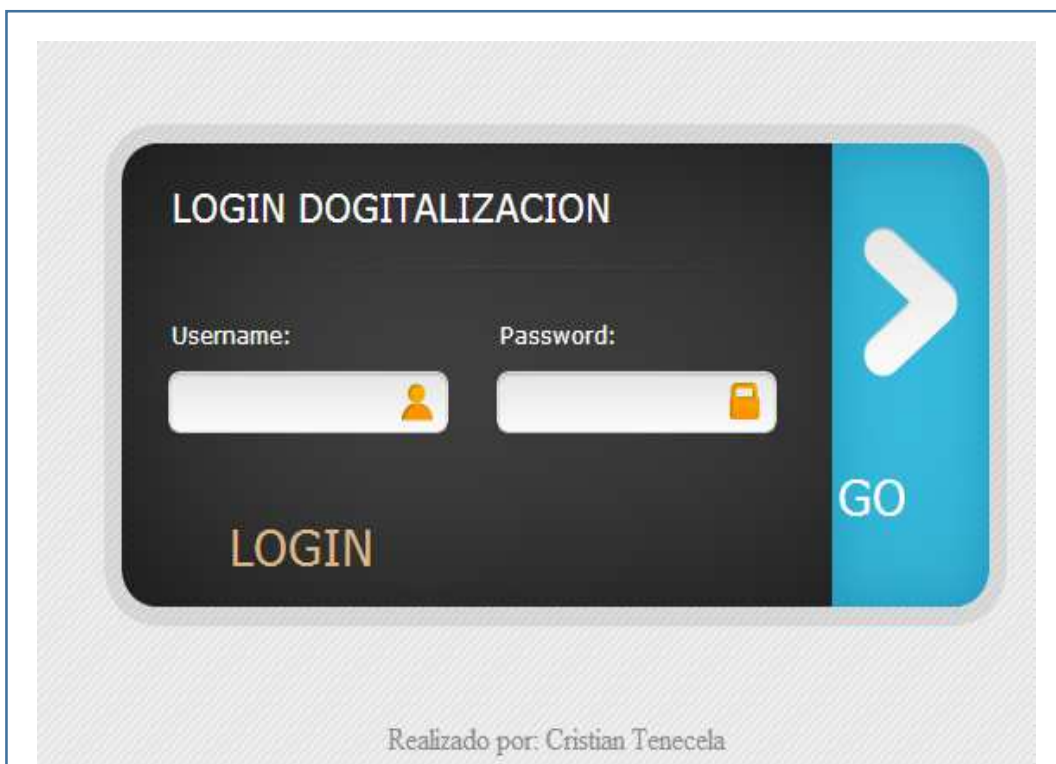 LOGIN DOGITALIZACION
Username:
Password:
GO
LOGIN
Realizado por: Cristian Tenecela